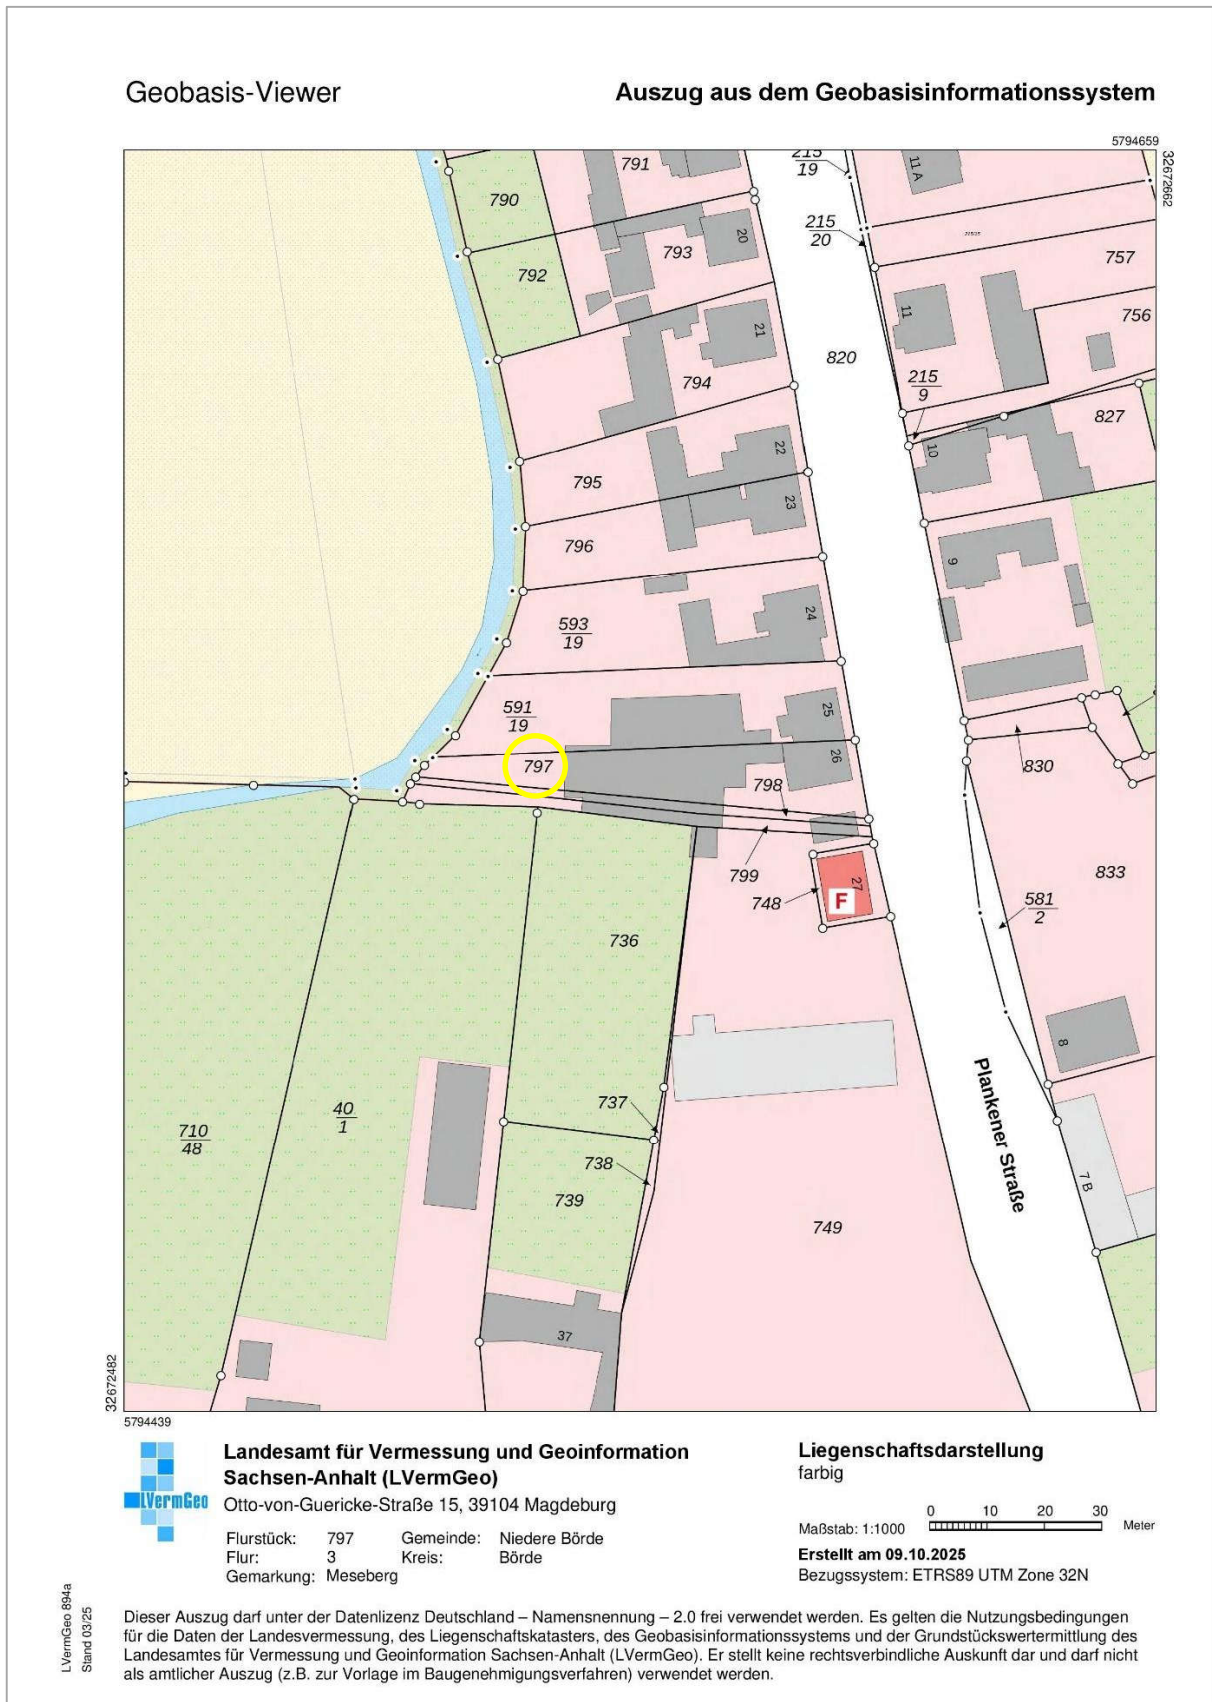 Geobasis-Viewer
Auszug aus dem Geobasisinformationssystem
5794659
32672662
791
215
19
11 A
790
215
20
20
793
757
792
11
756
21
820
794
215
9
827
22
10
795
23
796
9
593
19
24
591
19
25
797
26
798
830
799
27
833
748
F
581
2
736
8
737
40
1
710
48
738
Plankener Straße
7 B
739
749
37
32672482
5794439
LVermGeo
Landesamt für Vermessung und Geoinformation
Sachsen-Anhalt (LVermGeo)
Otto-von-Guericke-Straße 15, 39104 Magdeburg
Flurstück: 797 Gemeinde: Niedere Börde
Flur: 3 Kreis: Börde
Gemarkung: Meseberg
Liegenschaftsdarstellung
farbig
0 10 20 30
Maßstab: 1:1000 Meter
Erstellt am 09.10.2025
Bezugssystem: ETRS89 UTM Zone 32N
LVermGeo 894a
Stand 03/25
Dieser Auszug darf unter der Datenlizenz Deutschland – Namensnennung – 2.0 frei verwendet werden. Es gelten die Nutzungsbedingungen
für die Daten der Landesvermessung, des Liegenschaftskatasters, des Geobasisinformationssystems und der Grundstückswertermittlung des
Landesamtes für Vermessung und Geoinformation Sachsen-Anhalt (LVermGeo). Er stellt keine rechtsverbindliche Auskunft dar und darf nicht
als amtlicher Auszug (z.B. zur Vorlage im Baugenehmigungsverfahren) verwendet werden.